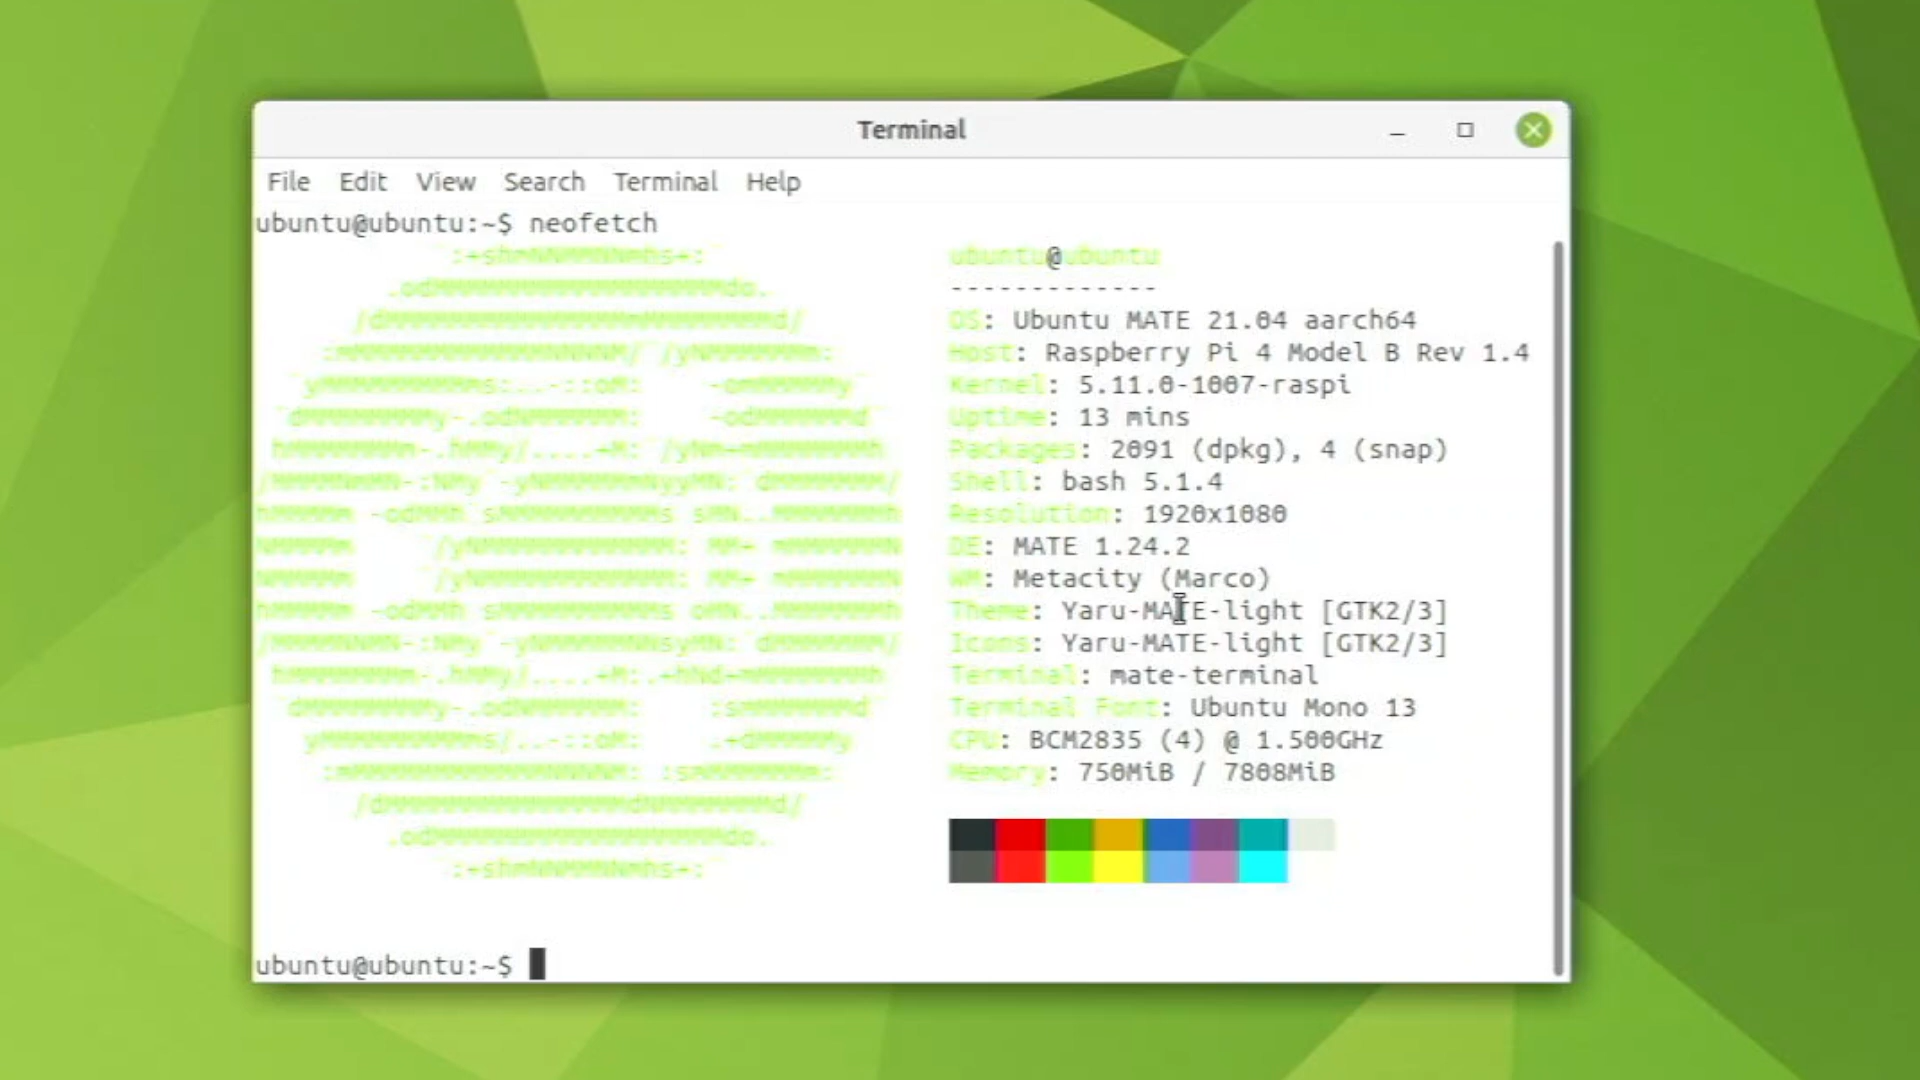 Terminal
File Edit View Search Terminal Help
ubuntu@ubuntu:~$ neofetch
ubuntu@ubuntu
-------------
OS: Ubuntu MATE 21.04 aarch64
Host: Raspberry Pi 4 Model B Rev 1.4
Kernel: 5.11.0-1007-raspi
Uptime: 13 mins
Packages: 2091 (dpkg), 4 (snap)
Shell: bash 5.1.4
Resolution: 1920x1080
DE: MATE 1.24.2
WM: Metacity (Marco)
Theme: Yaru-MATE-light [GTK2/3]
Icons: Yaru-MATE-light [GTK2/3]
Terminal: mate-terminal
Terminal Font: Ubuntu Mono 13
CPU: BCM2835 (4) @ 1.500GHz
Memory: 750MiB / 7808MiB
ubuntu@ubuntu:~$